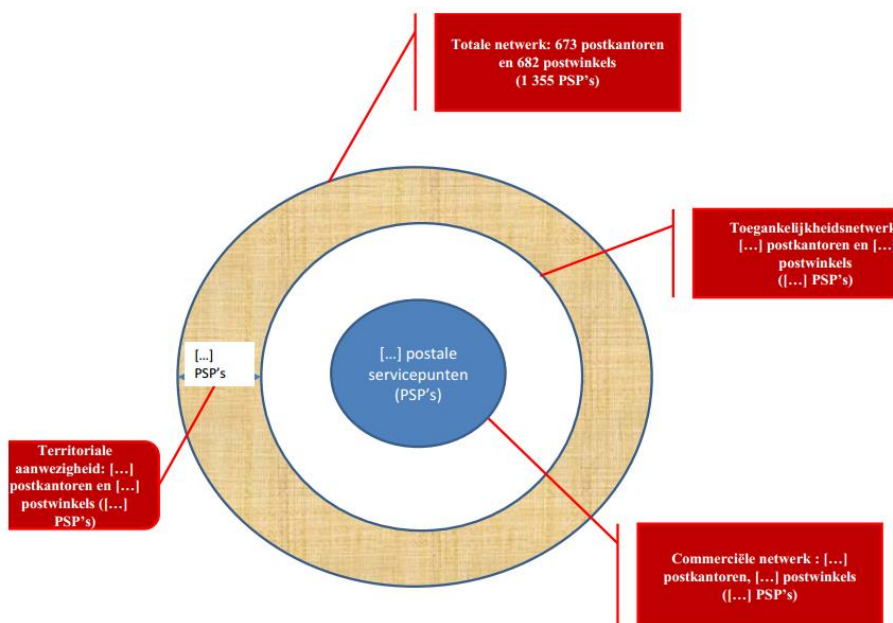 Totale netwerk: 673 postkantoren
en 682 postwinkels
(1 355 PSP's)
Toegankelijkheidsnetwerk
[…] postkantoren en […
postwinkels
([…] PSP's)
[…]
PSP's
[…] postale
servicepunten
(PSP's)
Territoriale
aanwezigheid: […]
postkantoren en […]
postwinkels ([…]
PSP's)
Commerciële netwerk : […]
postkantoren, […] postwinkels
([…] PSP's)